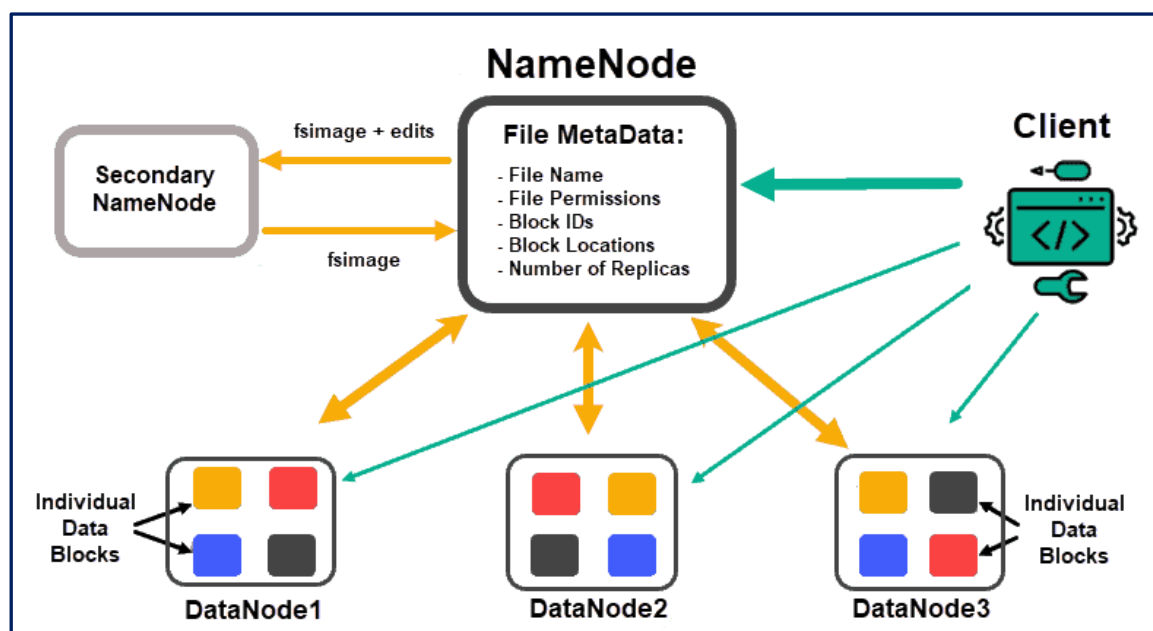 NameNode
fsimage + edits
Secondary
NameNode
fsimage
File MetaData:
- File Name
- File Permissions
- Block IDs
- Block Locations
- Number of Replicas
Client
</>
Individual
Data
Blocks
DataNode1
DataNode2
DataNode3
Individual
Data
Blocks